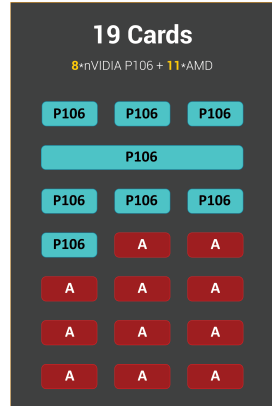 19 Cards
8*nVIDIA P106 + 11*AMD
P106 P106 P106
P106
P106 P106 P106
P106 A A
A A A
A A A
A A A